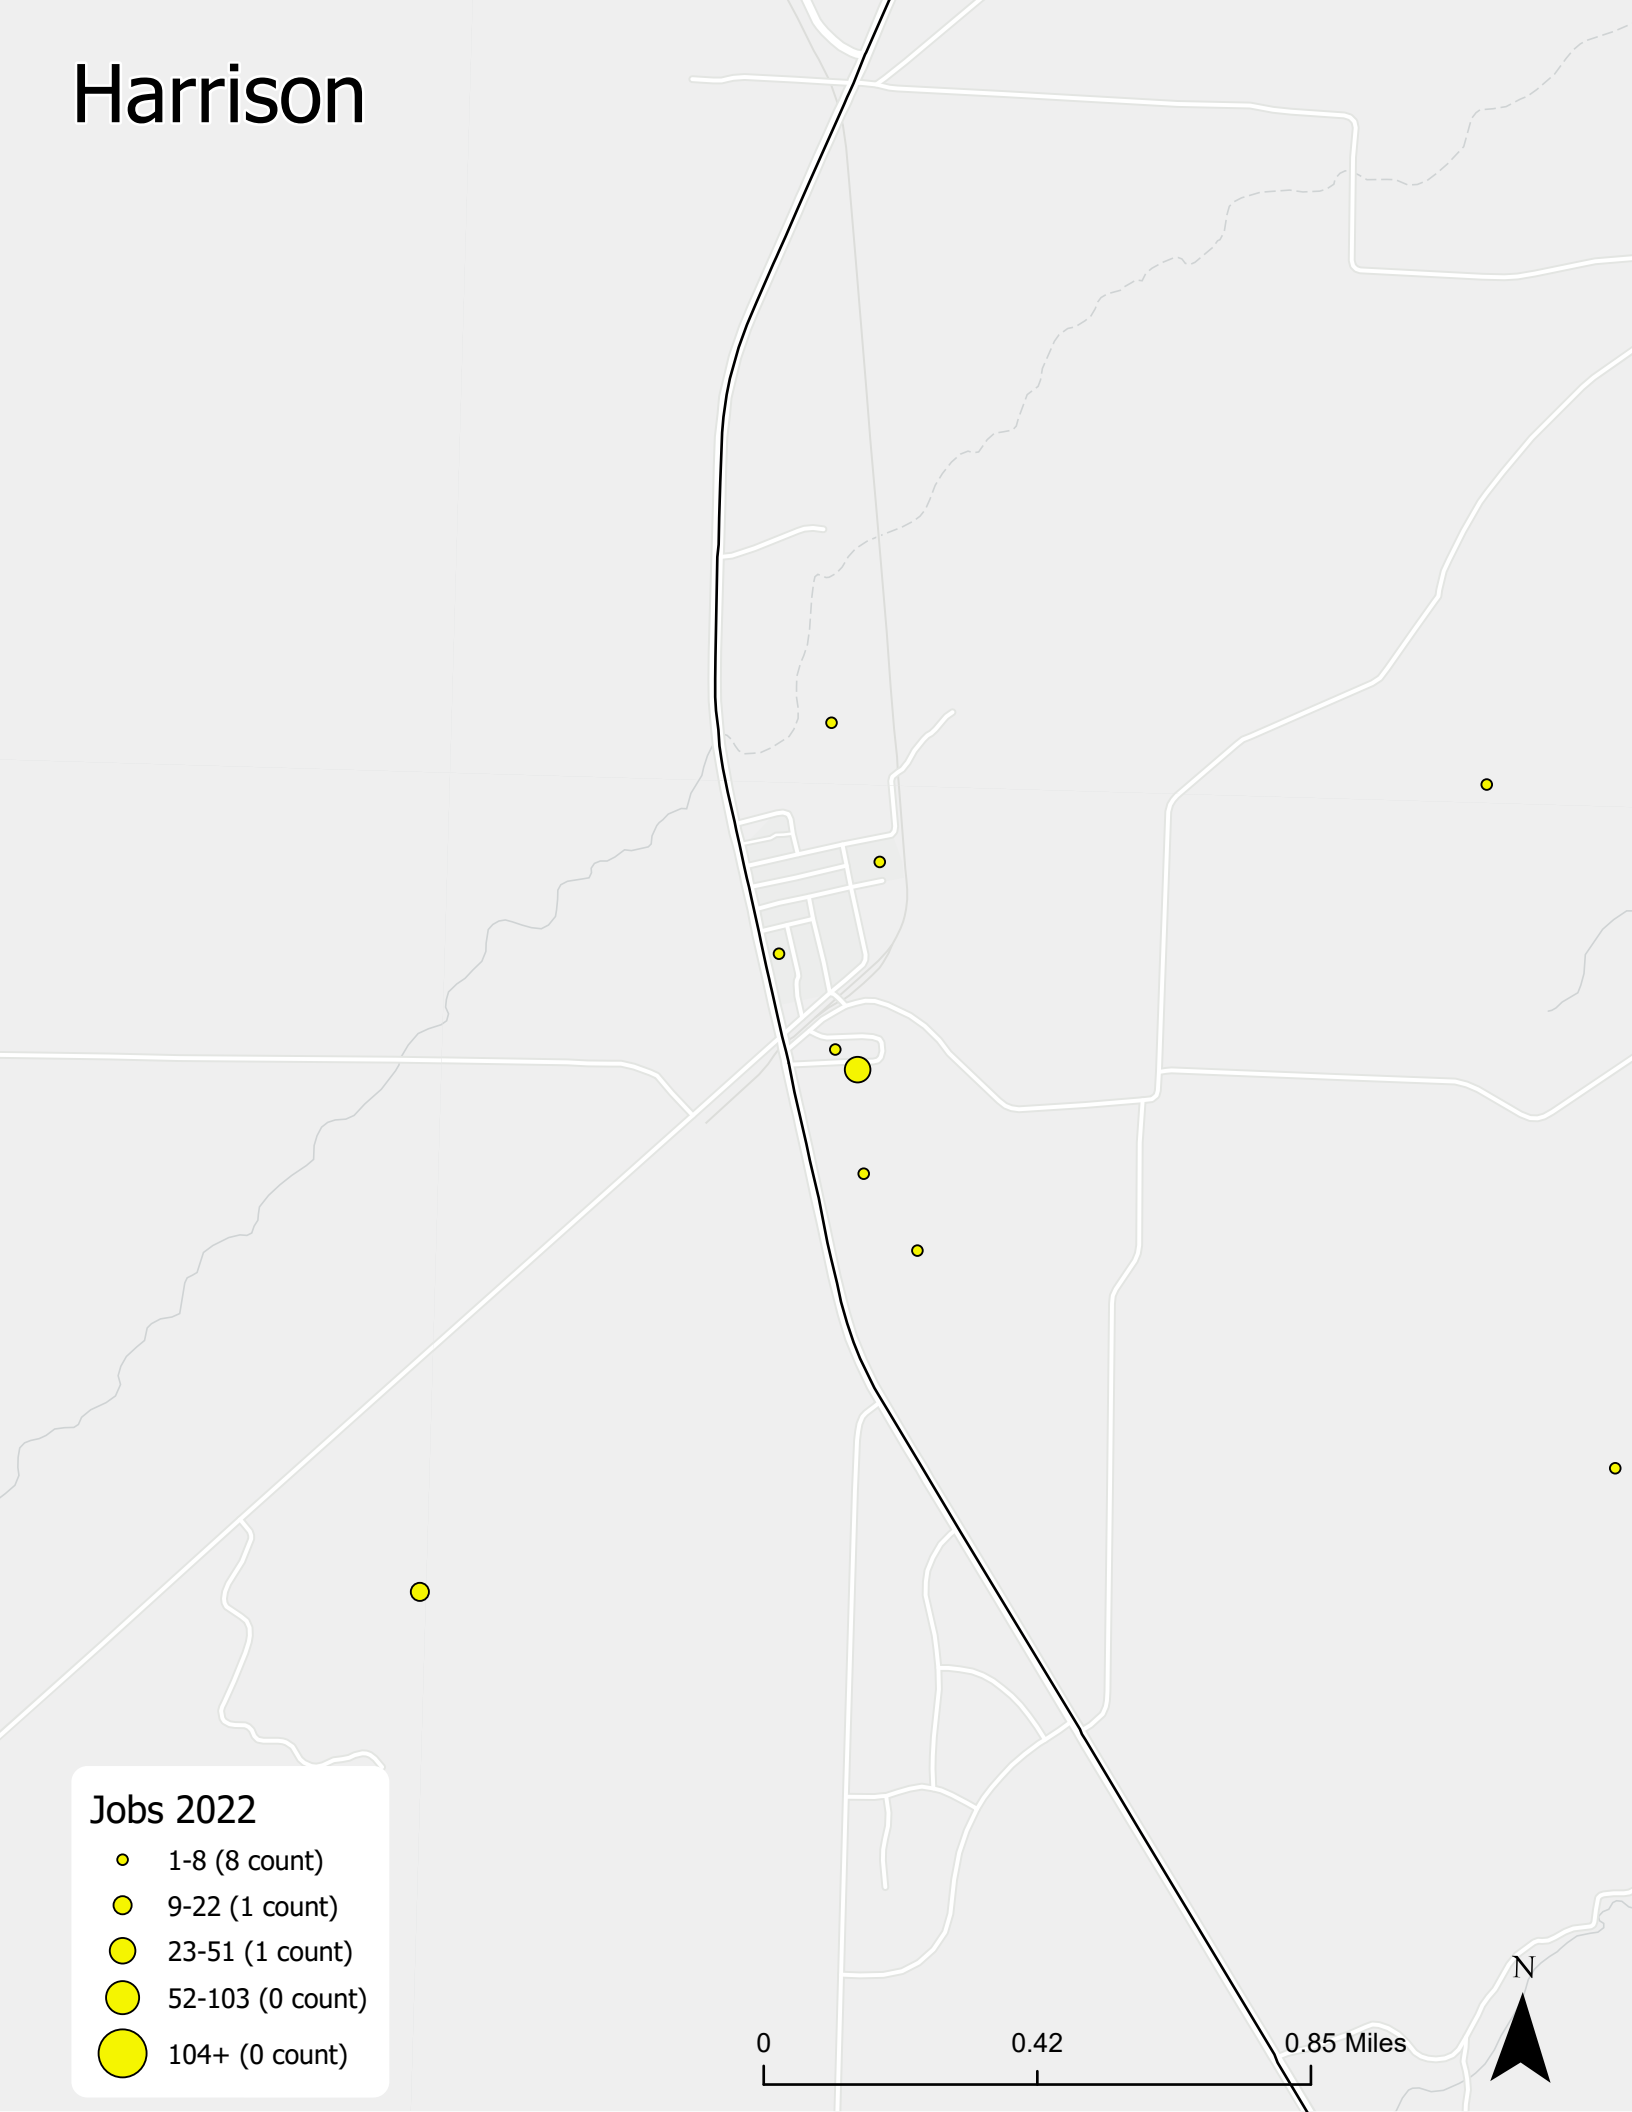 Harrison
Jobs 2022
1-8 (8 count)
9-22 (1 count)
23-51 (1 count)
52-103 (0 count)
104+ (0 count)
0 0.42 0.85 Miles
N